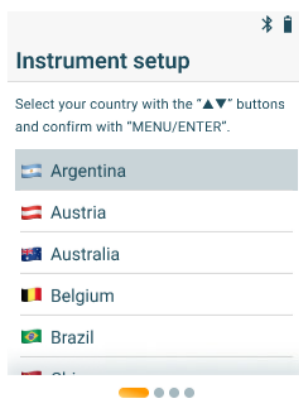 Instrument setup
Select your country with the "▲▼" buttons
and confirm with "MENU/ENTER".
Argentina
Austria
Australia
Belgium
Brazil